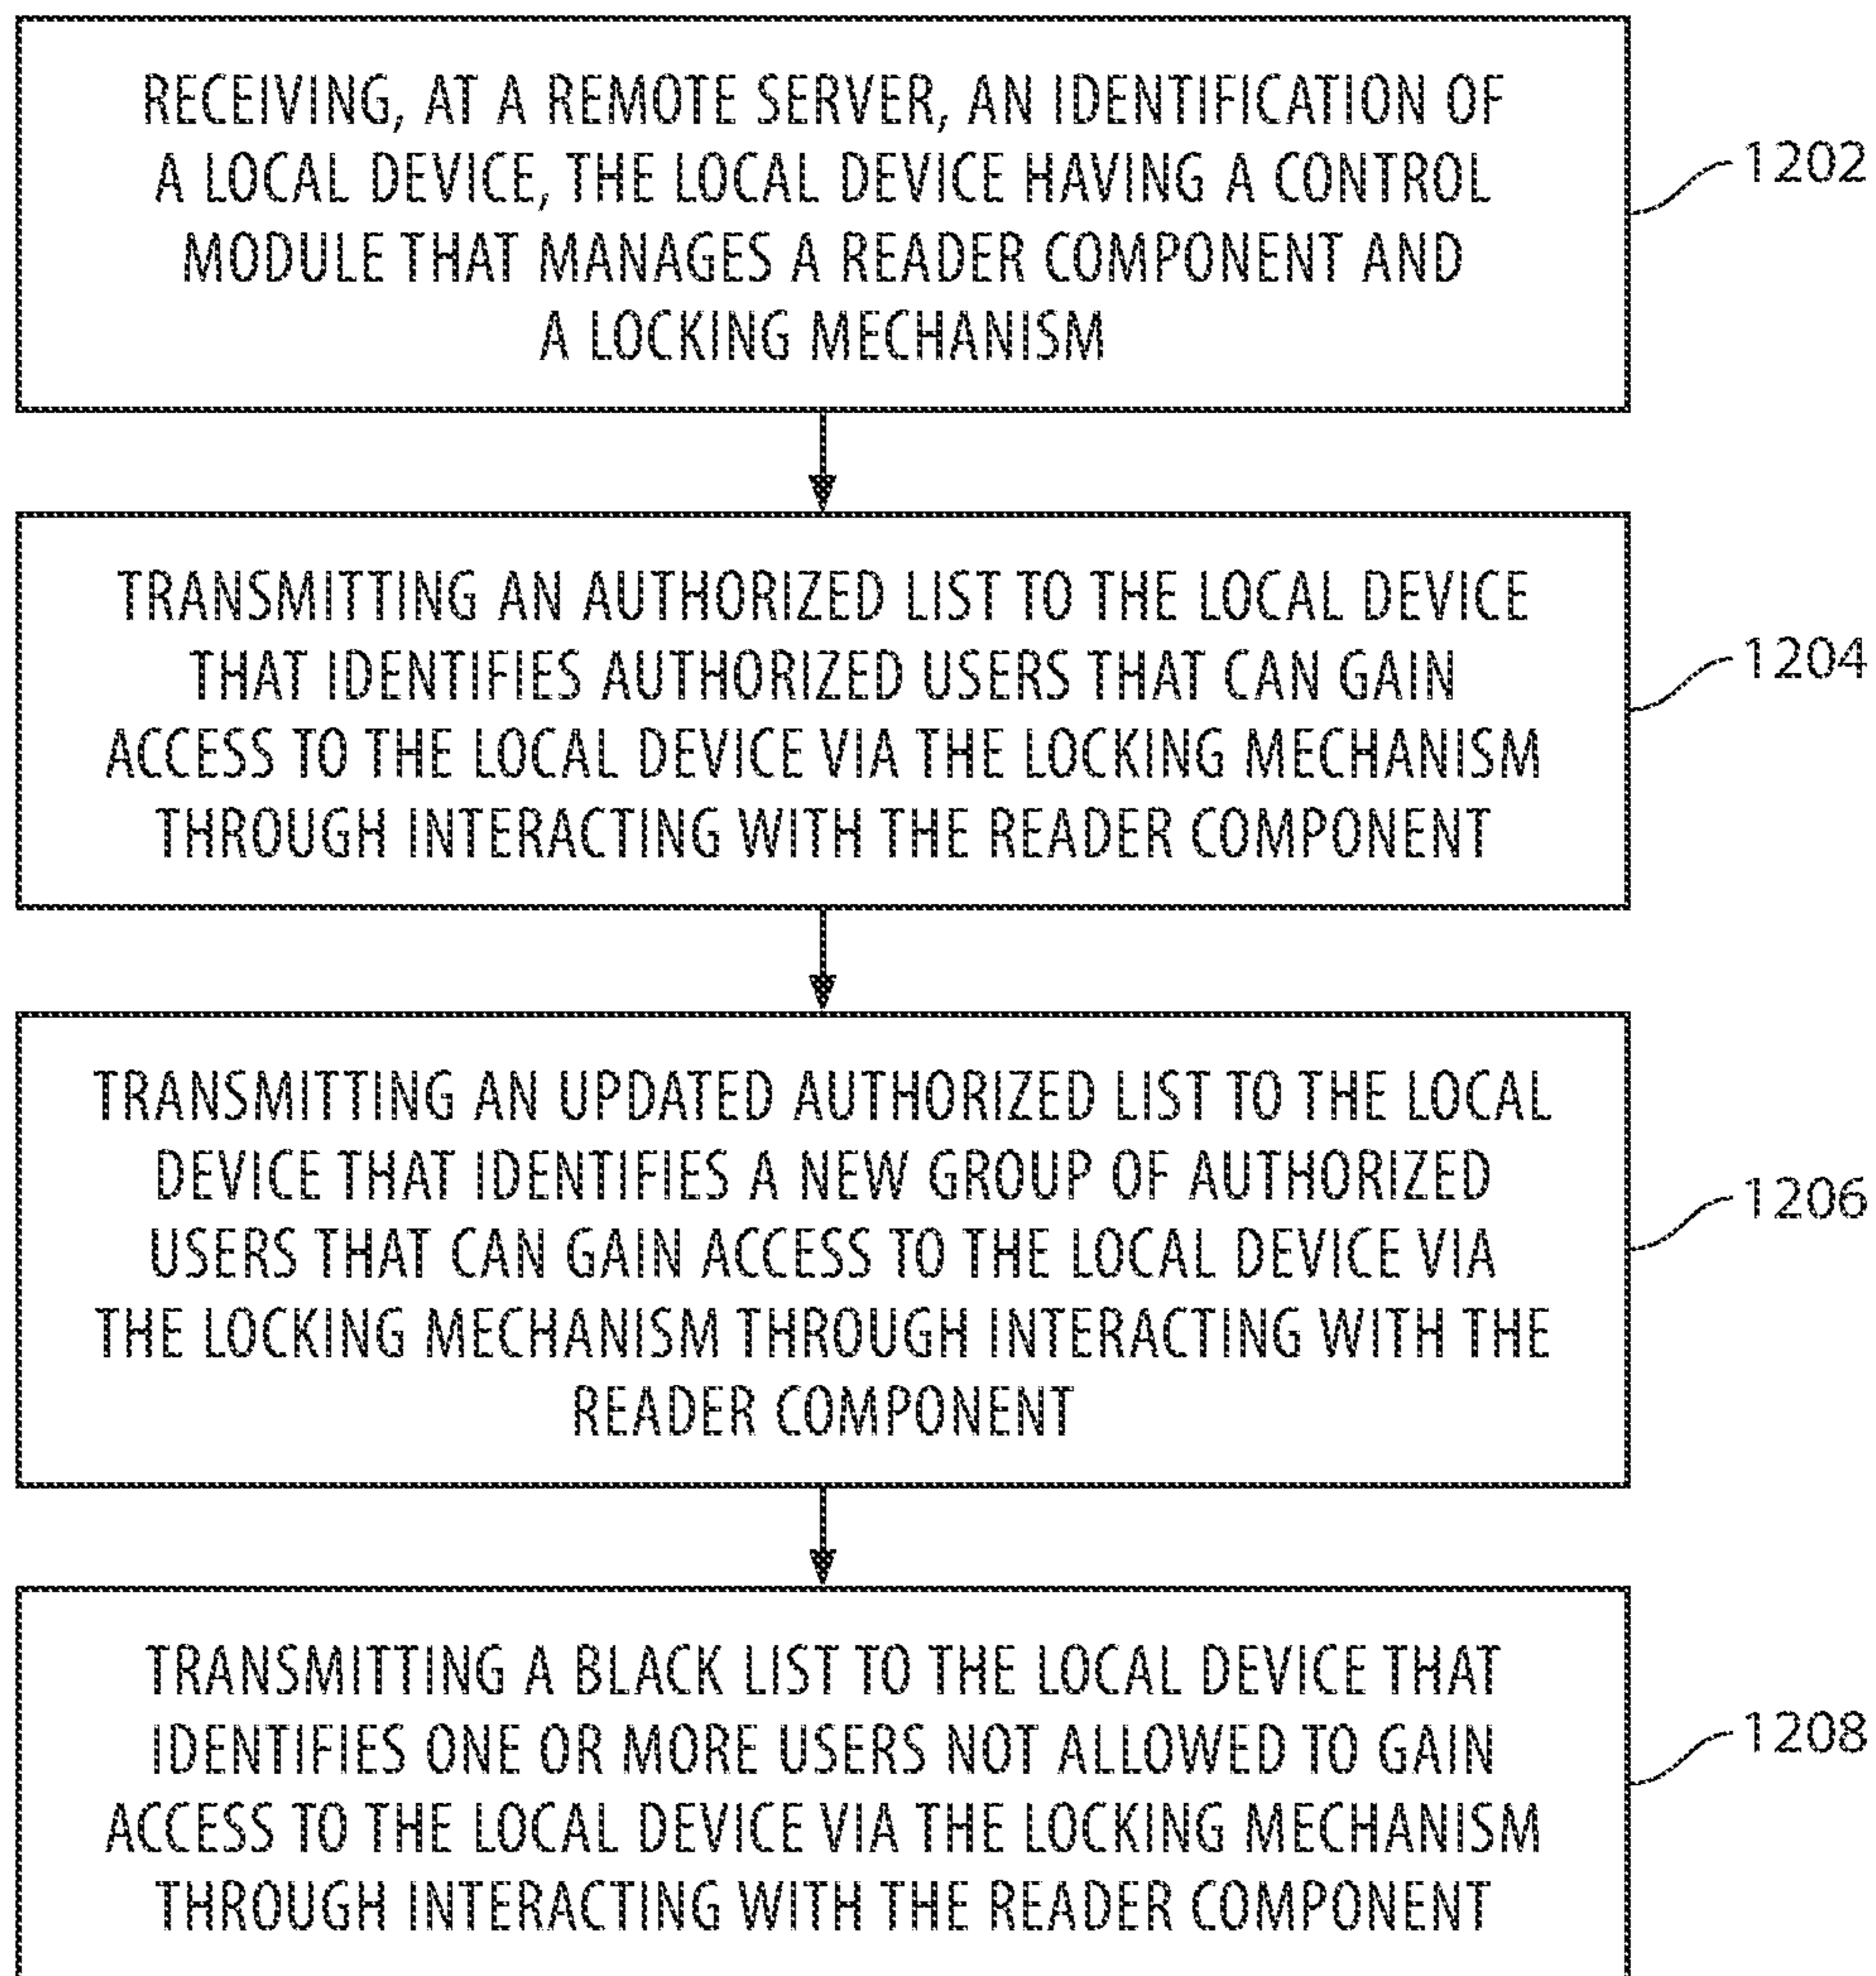 RECEIVING, AT A REMOTE SERVER, AN IDENTIFICATION OF
A LOCAL DEVICE, THE LOCAL DEVICE HAVING A CONTROL
MODULE THAT MANAGES A READER COMPONENT AND
A LOCKING MECHANISM
1202
TRANSMITTING AN AUTHORIZED LIST TO THE LOCAL DEVICE
THAT IDENTIFIES AUTHORIZED USERS THAT CAN GAIN
ACCESS TO THE LOCAL DEVICE VIA THE LOCKING MECHANISM
THROUGH INTERACTING WITH THE READER COMPONENT
1204
TRANSMITTING AN UPDATED AUTHORIZED LIST TO THE LOCAL
DEVICE THAT IDENTIFIES A NEW GROUP OF AUTHORIZED
USERS THAT CAN GAIN ACCESS TO THE LOCAL DEVICE VIA
THE LOCKING MECHANISM THROUGH INTERACTING WITH THE
READER COMPONENT
1206
TRANSMITTING A BLACK LIST TO THE LOCAL DEVICE THAT
IDENTIFIES ONE OR MORE USERS NOT ALLOWED TO GAIN
ACCESS TO THE LOCAL DEVICE VIA THE LOCKING MECHANISM
THROUGH INTERACTING WITH THE READER COMPONENT
1208